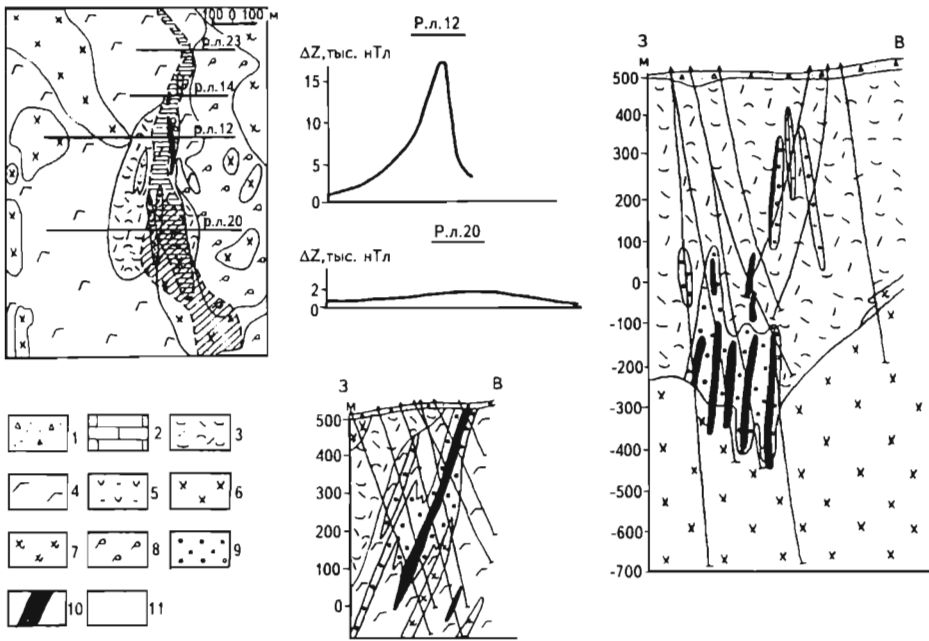 100 0 100 м
р.л.23
р.л.14
р.л.12
р.л.20
Р.л.12
ΔZ, тыс. нТл
15
10
5
0
Р.л.20
ΔZ, тыс. нТл
2
0
З В
м
500
400
300
200
100
0
З В
м
500
400
300
200
100
0
-100
-200
-300
-400
-500
-600
-700
1 2 3
4 5 6
7 8 9
10 11